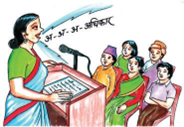 अ - अ - अ - अधिकार